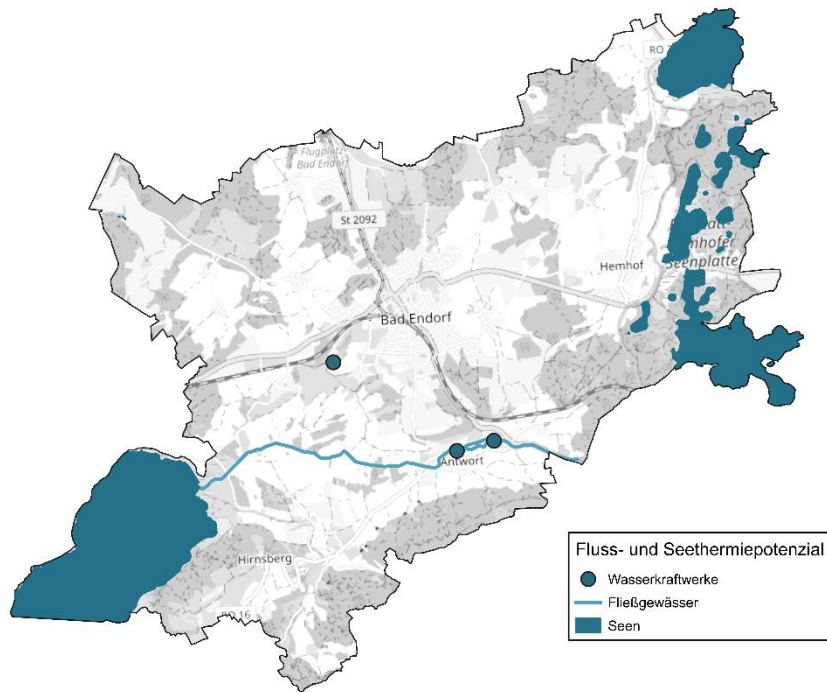 RO
Flugplatz
Bad Endorf
St 2092
Hemhof
Seenplatte
Bad Endorf
Antwort
Hirnsberg
RO 16
Fluss- und Seethermiepotenzial
Wasserkraftwerke
Fließgewässer
Seen